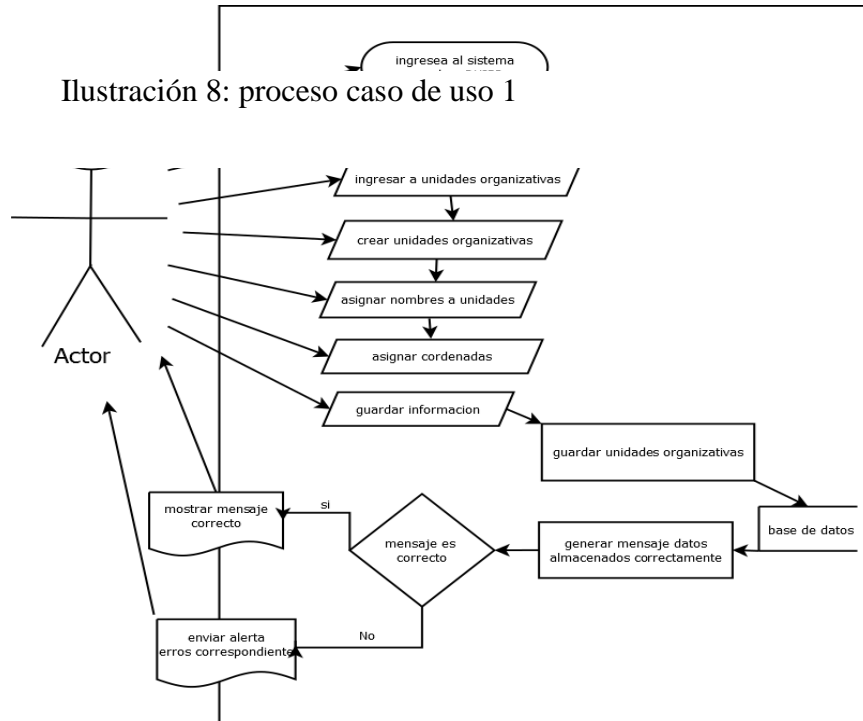 ingresea al sistema
Ilustración 8: proceso caso de uso 1
ingresar a unidades organizativas
crear unidades organizativas
asignar nombres a unidades
asignar cordenadas
Actor
guardar informacion
guardar unidades organizativas
mostrar mensaje
correcto
si
mensaje es
correcto
generar mensaje datos
almacenados correctamente
base de datos
enviar alerta
erros correspondiente
No